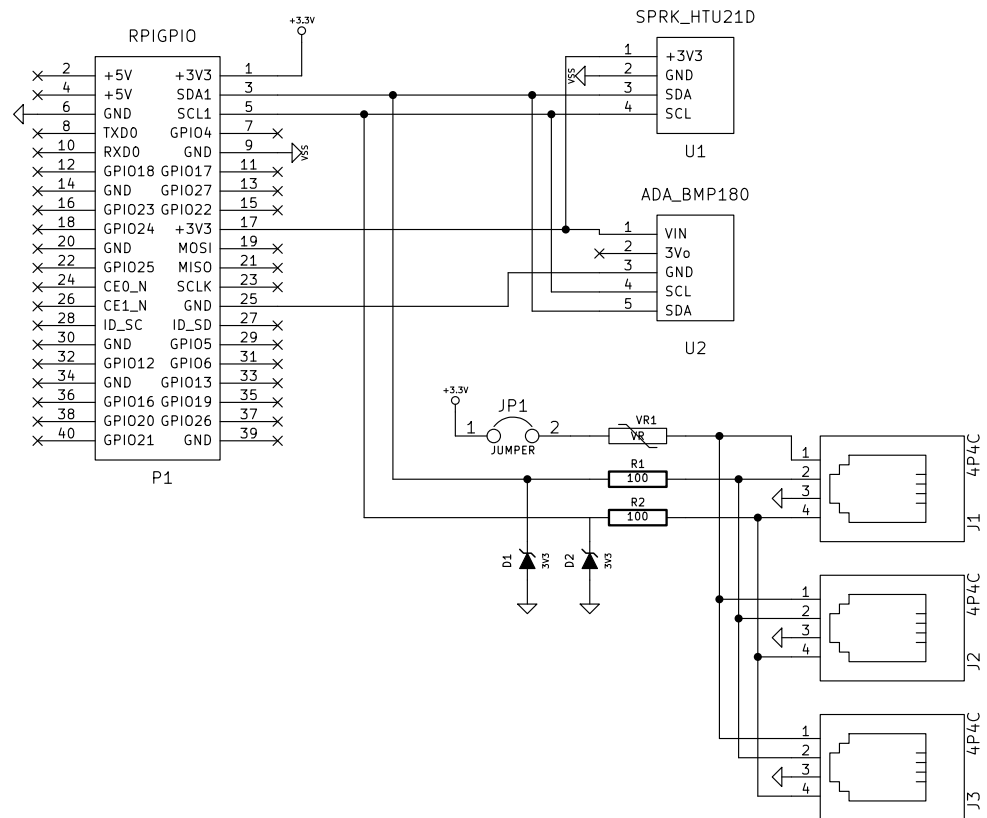 RPIGPIO
+3.3V
2 +5V +3V3 1
4 +5V SDA1 3
6 GND SCL1 5
8 TXD0 GPIO4 7
10 RXD0 GND 9
VSS
12 GPIO18 GPIO17 11
14 GND GPIO27 13
16 GPIO23 GPIO22 15
18 GPIO24 +3V3 17
20 GND MOSI 19
22 GPIO25 MISO 21
24 CE0_N SCLK 23
26 CE1_N GND 25
28 ID_SC ID_SD 27
30 GND GPIO5 29
32 GPIO12 GPIO6 31
34 GND GPIO13 33
36 GPIO16 GPIO19 35
38 GPIO20 GPIO26 37
40 GPIO21 GND 39
P1
SPRK_HTU21D
1 +3V3
VSS 2 GND
3 SDA
4 SCL
U1
ADA_BMP180
1 VIN
2 3Vo
3 GND
4 SCL
5 SDA
U2
+3.3V
JP1
1 2
JUMPER
VR1
VR
R1
100
R2
100
D1 3V3
D2 3V3
1
2
3
4
4P4C
J1
1
2
3
4
4P4C
J2
1
2
3
4
4P4C
J3